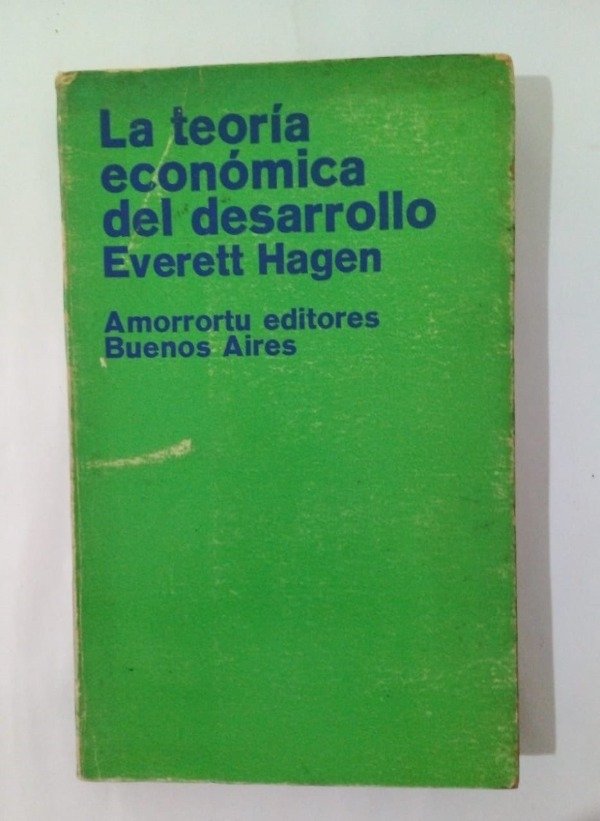 La teoría
económica
del desarrollo
Everett Hagen
Amorrortu editores
Buenos Aires